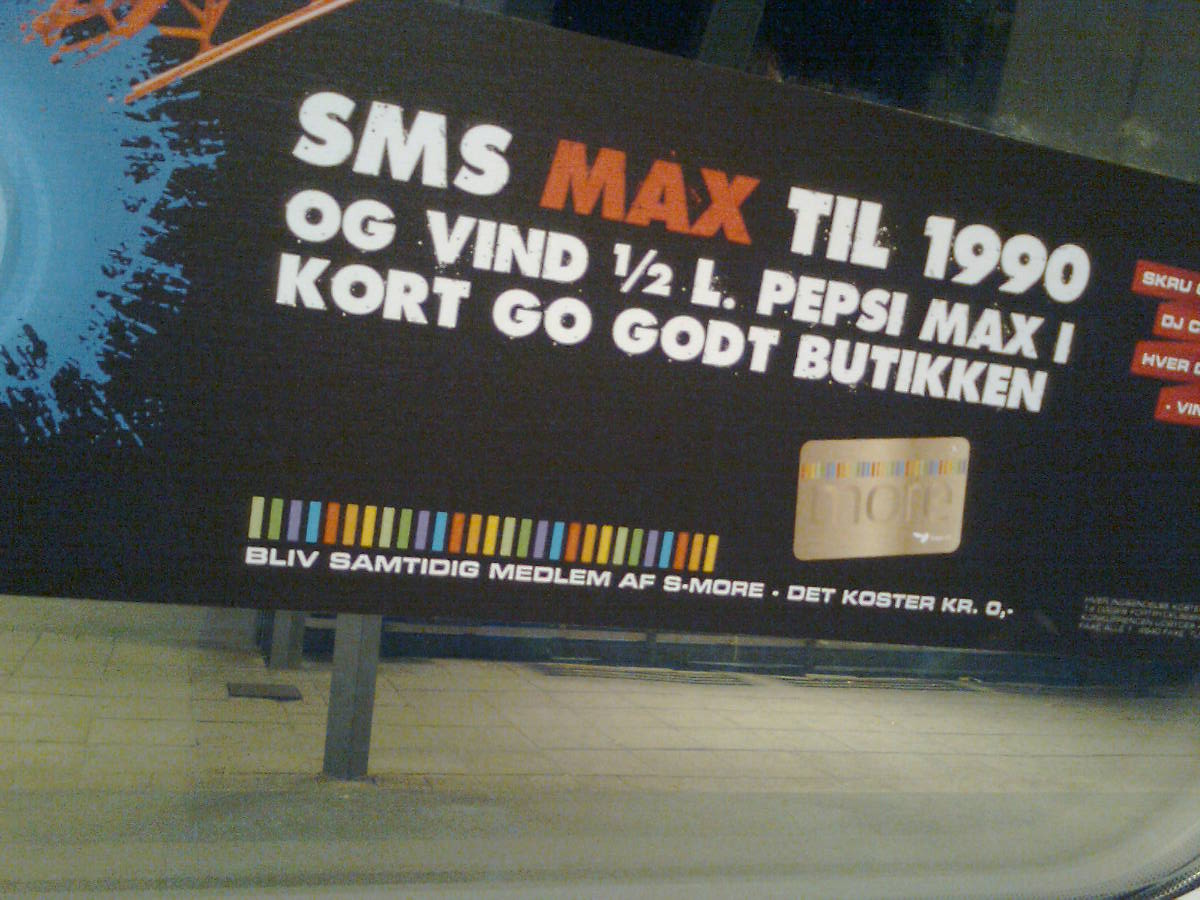 SMS MAX TIL 1990
OG VIND ½ L. PEPSI MAX I
KORT GO GODT BUTIKKEN
SKRU
DJ
HVER
more
BLIV SAMTIDIG MEDLEM AF S-MORE • DET KOSTER KR. 0,-